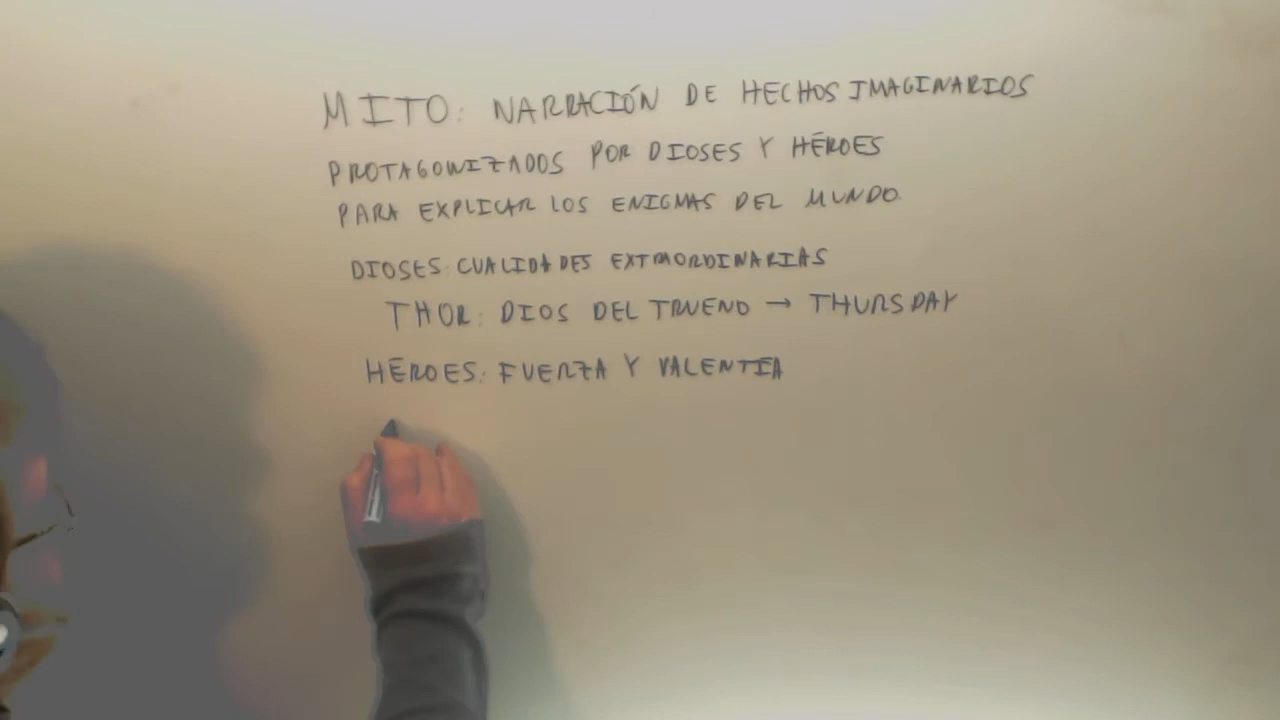 MITO: NARRACIÓN DE HECHOS IMAGINARIOS
PROTAGONIZADOS POR DIOSES Y HÉROES
PARA EXPLICAR LOS ENIGMAS DEL MUNDO.
DIOSES: CUALIDADES EXTRAORDINARIAS
THOR: DIOS DEL TRUENO → THURSDAY
HÉROES: FUERZA Y VALENTÍA